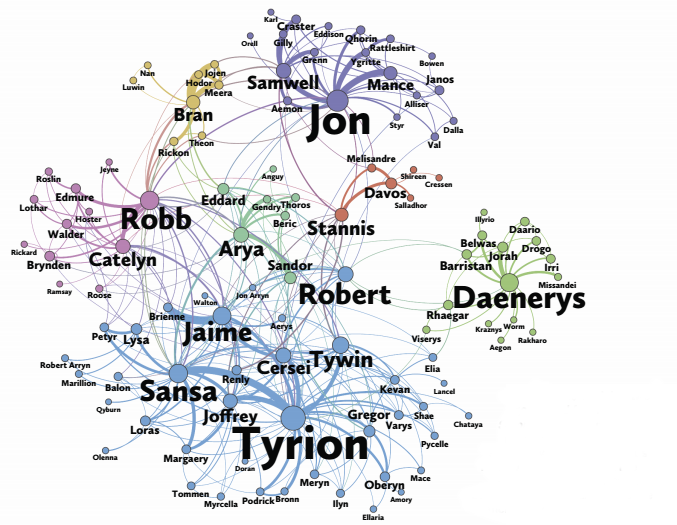 Karl
Craster
Eddison
Orell
Gilly
Qhorin
Rattleshirt
Grenn
Ygritte
Bowen
Nan
Jojen
Samwell
Mance
Janos
Luwin
Hodor
Meera
Aemon
Jon
Alliser
Bran
Styr
Dalla
Val
Theon
Rickon
Melisandre
Jeyne
Anguy
Shireen
Cressen
Roslin
Edmure
Eddard
Davos
Salladhor
Lothar
Hoster
Robb
Gendry
Thoros
Beric
Stannis
Illyrio
Daario
Walder
Arya
Belwas
Drogo
Rickard
Catelyn
Jorah
Brynden
Sandor
Barristan
Irri
Missandei
Ramsay
Roose
Jon Arryn
Robert
Daenerys
Walton
Brienne
Jaime
Aerys
Rhaegar
Kraznys
Worm
Rakharo
Petyr
Lysa
Viserys
Aegon
Robert Arryn
Cersei
Tywin
Elia
Marillion
Balon
Sansa
Renly
Kevan
Lancel
Qyburn
Joffrey
Gregor
Varys
Shae
Chataya
Loras
Tyrion
Pycelle
Olenna
Margaery
Doran
Meryn
Oberyn
Mace
Tommen
Myrcella
Podrick
Bronn
Ilyn
Amory
Ellaria